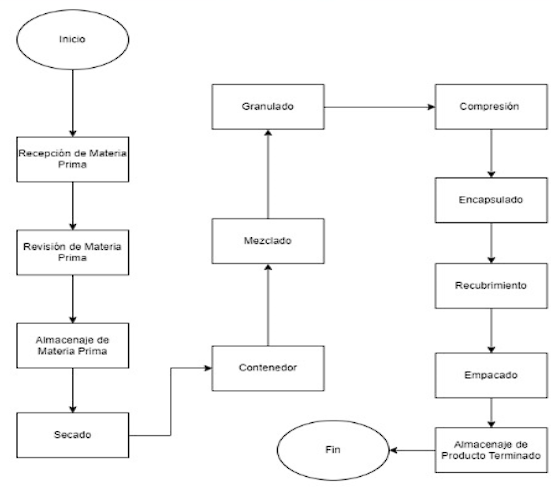 Inicio
Recepción de Materia
Prima
Revisión de Materia
Prima
Almacenaje de
Materia Prima
Secado
Contenedor
Mezclado
Granulado
Compresión
Encapsulado
Recubrimiento
Empacado
Almacenaje de
Producto Terminado
Fin